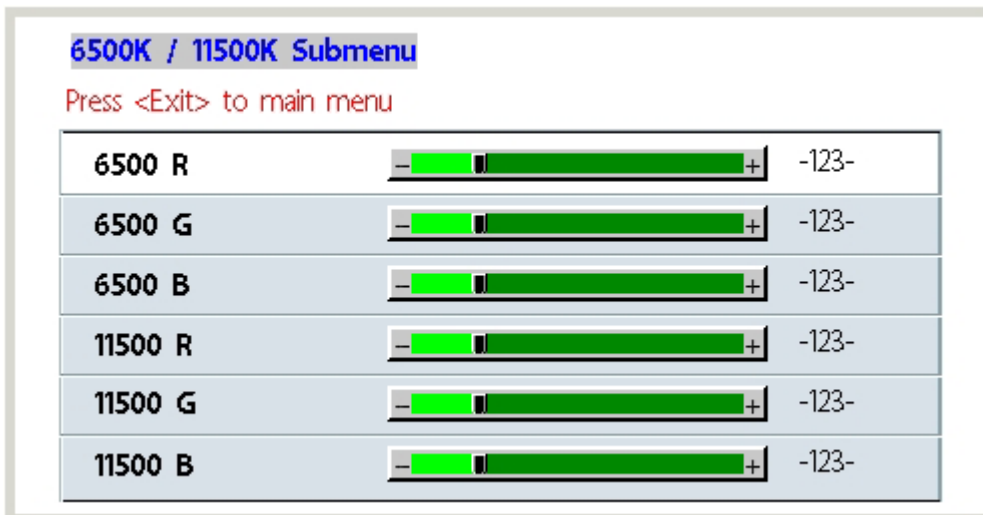 6500K / 11500K Submenu
Press <Exit> to main menu
6500 R - + -123-
6500 G - + -123-
6500 B - + -123-
11500 R - + -123-
11500 G - + -123-
11500 B - + -123-